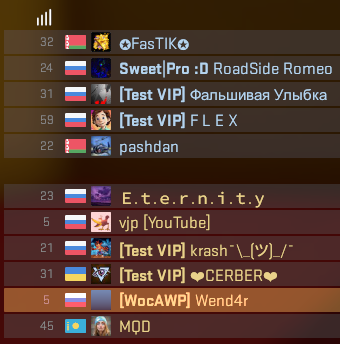 32 ✪FasTIK✪
24 Sweet|Pro :D RoadSide Romeo
31 [Test VIP] Фальшивая Улыбка
59 [Test VIP] F L E X
22 pashdan
23 E.t.e.r.n.i.t.y
5 vjp [YouTube]
21 [Test VIP] krash¯\_(ツ)_/¯
31 [Test VIP] ❤CERBER❤
5 [WocAWP] Wend4r
45 MQD